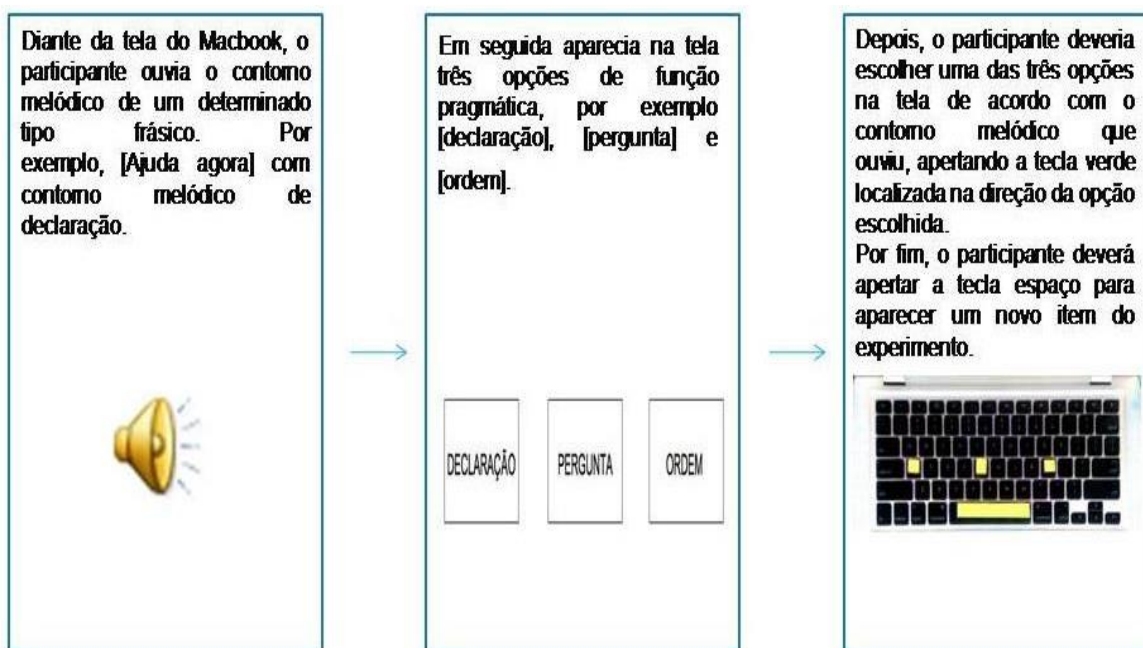 Diante da tela do Macbook, o
participante ouvia o contorno
melódico de um determinado
tipo frásico. Por
exemplo, [Ajuda agora] com
contorno melódico de
declaração.
Em seguida aparecia na tela
três opções de função
pragmática, por exemplo
[declaração], [pergunta] e
[ordem].
DECLARAÇÃO
PERGUNTA
ORDEM
Depois, o participante deveria
escolher uma das três opções
na tela de acordo com o
contorno melódico que
ouviu, apertando a tecla verde
localizada na direção da opção
escolhida.
Por fim, o participante deverá
apertar a tecla espaço para
aparecer um novo item do
experimento.